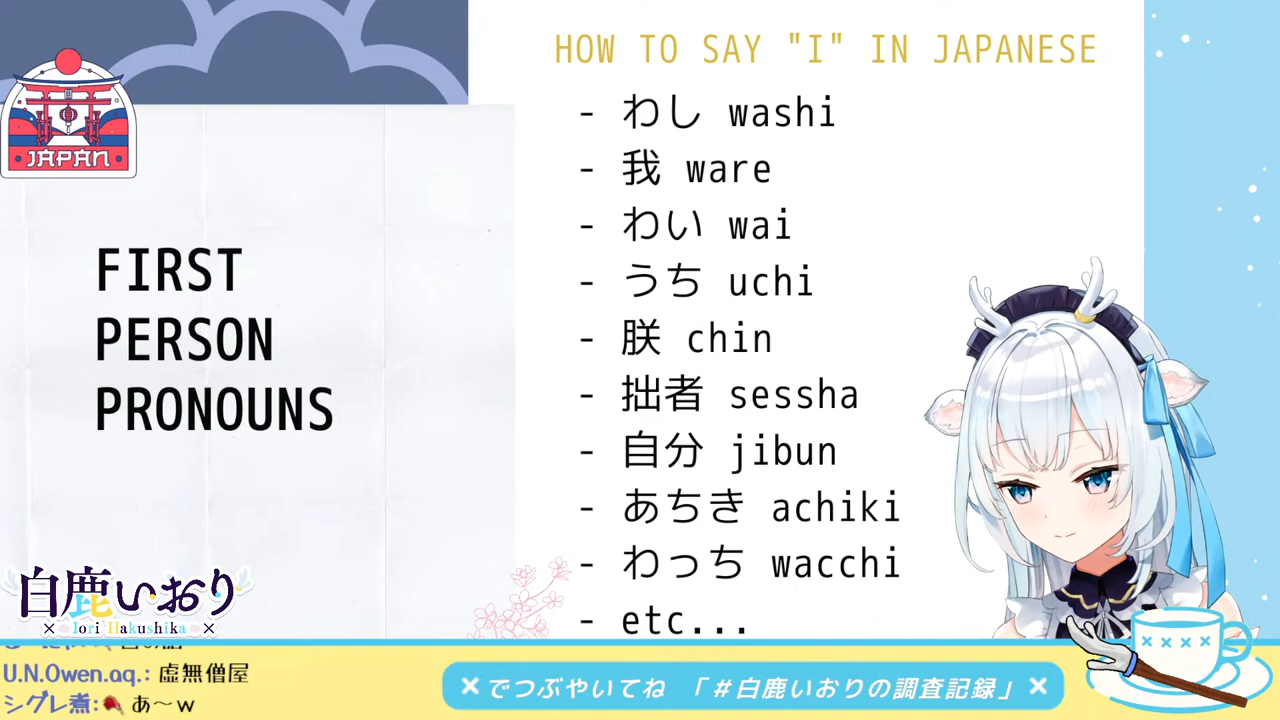 HOW TO SAY "I" IN JAPANESE
JAPAN
- わし washi
- 我 ware
- わい wai
- うち uchi
- 朕 chin
- 拙者 sessha
- 自分 jibun
- あちき achiki
- わっち wacchi
- etc...
FIRST
PERSON
PRONOUNS
白鹿いおり
Iori Hakushika
U.N.Owen.aq.: 虚無僧屋
シグレ煮: あ～w
×でつぶやいてね 「#白鹿いおりの調査記録」×